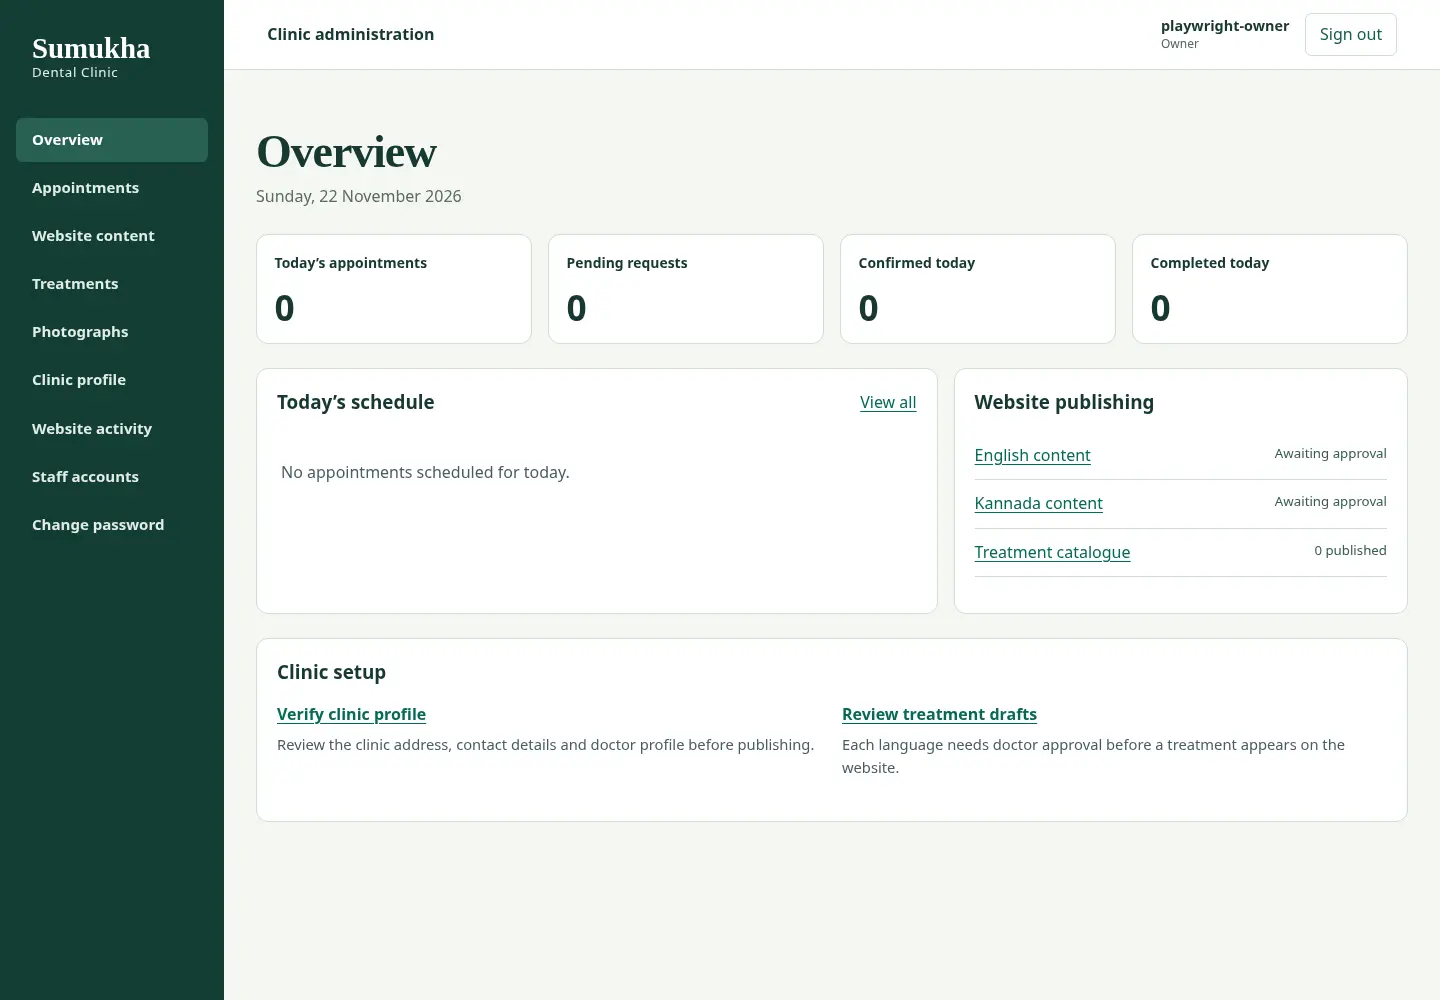 Sumukha
Dental Clinic
Overview
Appointments
Website content
Treatments
Photographs
Clinic profile
Website activity
Staff accounts
Change password
Clinic administration
playwright-owner
Owner
Sign out
Overview
Sunday, 22 November 2026
Today’s appointments
0
Pending requests
0
Confirmed today
0
Completed today
0
Today’s schedule
View all
No appointments scheduled for today.
Website publishing
English content
Awaiting approval
Kannada content
Awaiting approval
Treatment catalogue
0 published
Clinic setup
Verify clinic profile
Review the clinic address, contact details and doctor profile before publishing.
Review treatment drafts
Each language needs doctor approval before a treatment appears on the
website.